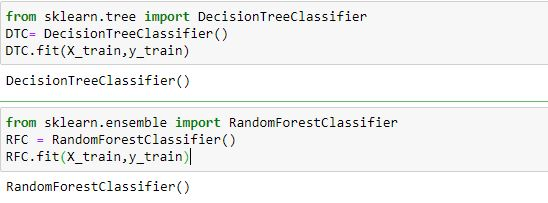 from sklearn.tree import DecisionTreeClassifier
DTC= DecisionTreeClassifier()
DTC.fit(X_train,y_train)
DecisionTreeClassifier()
from sklearn.ensemble import RandomForestClassifier
RFC = RandomForestClassifier()
RFC.fit(X_train,y_train)
RandomForestClassifier()